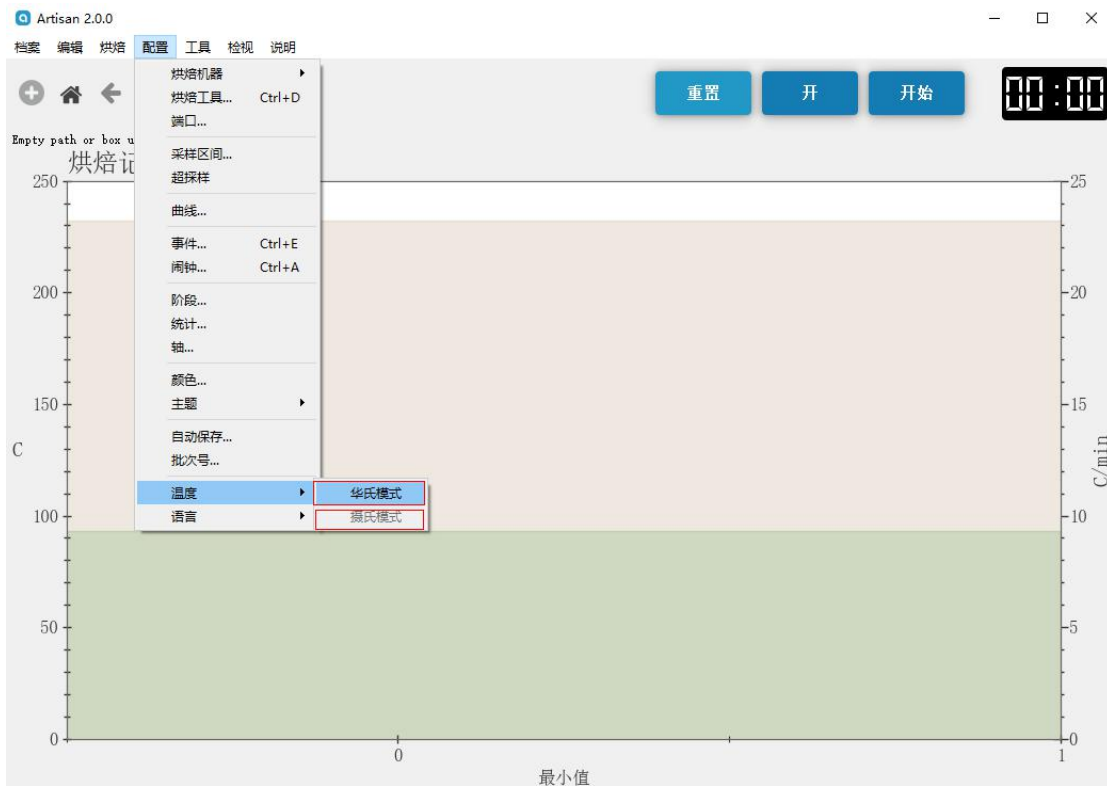 Artisan 2.0.0
档案 编辑 烘焙 配置 工具 检视 说明
烘焙机器
烘焙工具... Ctrl+D
端口...
采样区间...
超采样
曲线...
事件... Ctrl+E
闹钟... Ctrl+A
阶段...
统计...
轴...
颜色...
主题
自动保存...
批次号...
温度
语言
华氏模式
摄氏模式
重置 开 开始 00:00
Empty path or box u
烘焙记
250
200
150
100
50
0
C
25
20
15
10
5
0
C/min
0 1
最小值